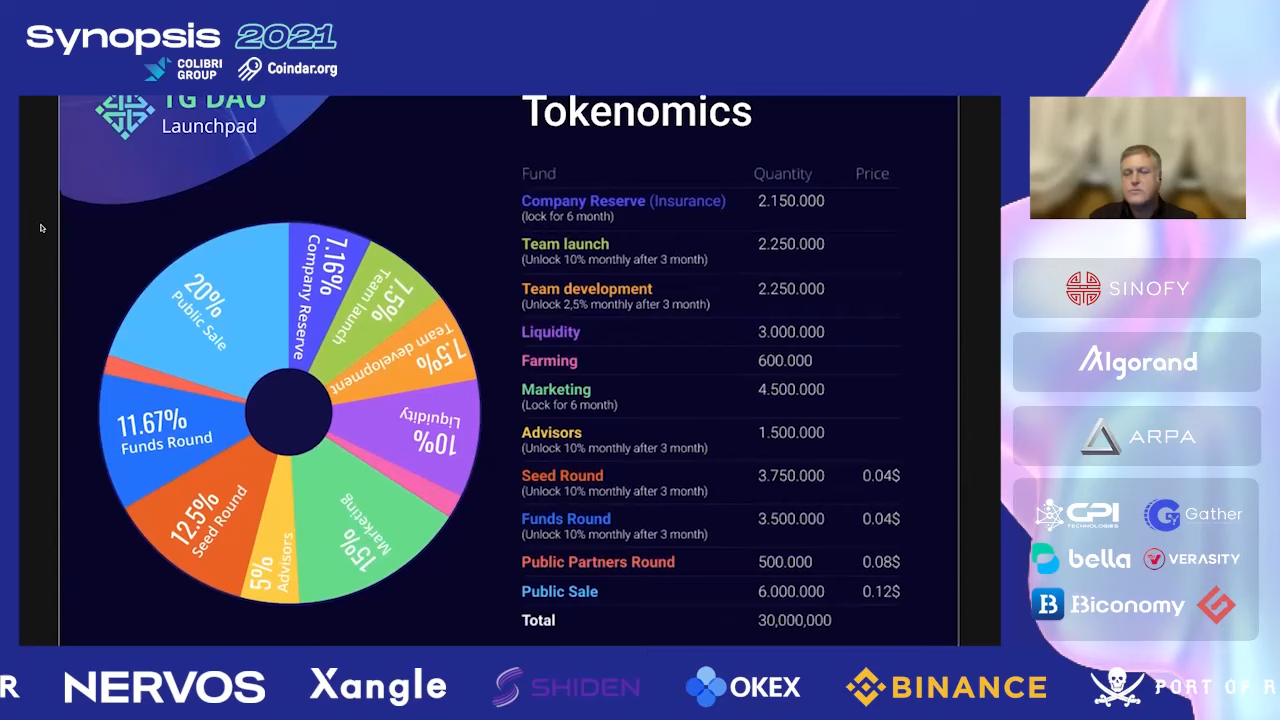 Synopsis 2021
COLIBRI
GROUP
Coindar.org
TG DAO
Launchpad
Tokenomics
Fund Quantity Price
Company Reserve (Insurance) 2.150.000
(lock for 6 month)
Team launch 2.250.000
(Unlock 10% monthly after 3 month)
Team development 2.250.000
(Unlock 2,5% monthly after 3 month)
Liquidity 3.000.000
Farming 600.000
Marketing 4.500.000
(Lock for 6 month)
Advisors 1.500.000
(Unlock 10% monthly after 3 month)
Seed Round 3.750.000 0.04$
(Unlock 10% monthly after 3 month)
Funds Round 3.500.000 0.04$
(Unlock 10% monthly after 3 month)
Public Partners Round 500.000 0.08$
Public Sale 6.000.000 0.12$
Total 30,000,000
7.16%
Company Reserve
7.5%
Team launch
7.5%
Team development
10%
Liquidity
15%
Marketing
5%
Advisors
12.5%
Seed Round
11.67%
Funds Round
20%
Public Sale
SINOFY
Algorand
ARPA
CPI
TECHNOLOGIES
Gather
bella
VERASITY
B Biconomy
R NERVOS Xangle SHIDEN OKEX BINANCE PORT OF R